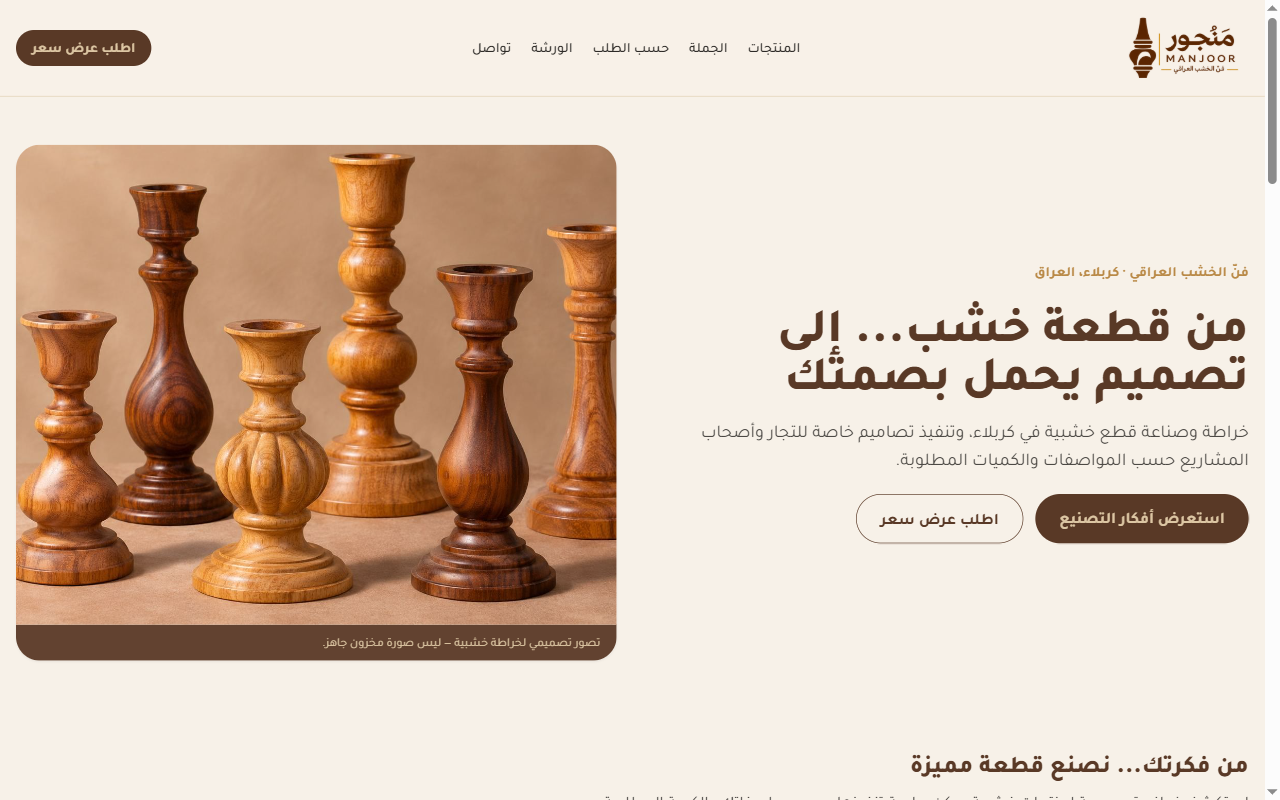 مَنْجور
MANJOOR
فنّ الخشب العراقي
المنتجات
الجملة
حسب الطلب
الورشة
تواصل
اطلب عرض سعر
فنّ الخشب العراقي · كربلاء، العراق
من قطعة خشب... إلى
تصميم يحمل بصمتك
خراطة وصناعة قطع خشبية في كربلاء، وتنفيذ تصاميم خاصة للتجار وأصحاب
المشاريع حسب المواصفات والكميات المطلوبة.
استعرض أفكار التصنيع
اطلب عرض سعر
تصور تصميمي لخراطة خشبية — ليس صورة مخزون جاهز.
من فكرتك... نصنع قطعة مميزة